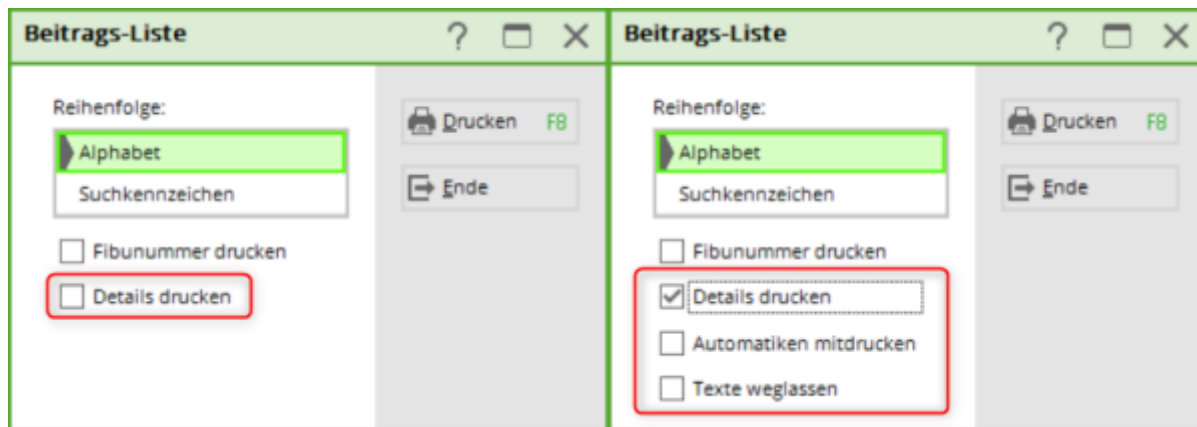 Beitrags-Liste ?
Reihenfolge:
Alphabet
Suchkennzeichen
Fibunummer drucken
Details drucken
Drucken F8
Ende
Beitrags-Liste ?
Reihenfolge:
Alphabet
Suchkennzeichen
Fibunummer drucken
Details drucken
Automatiken mitdrucken
Texte weglassen
Drucken F8
Ende